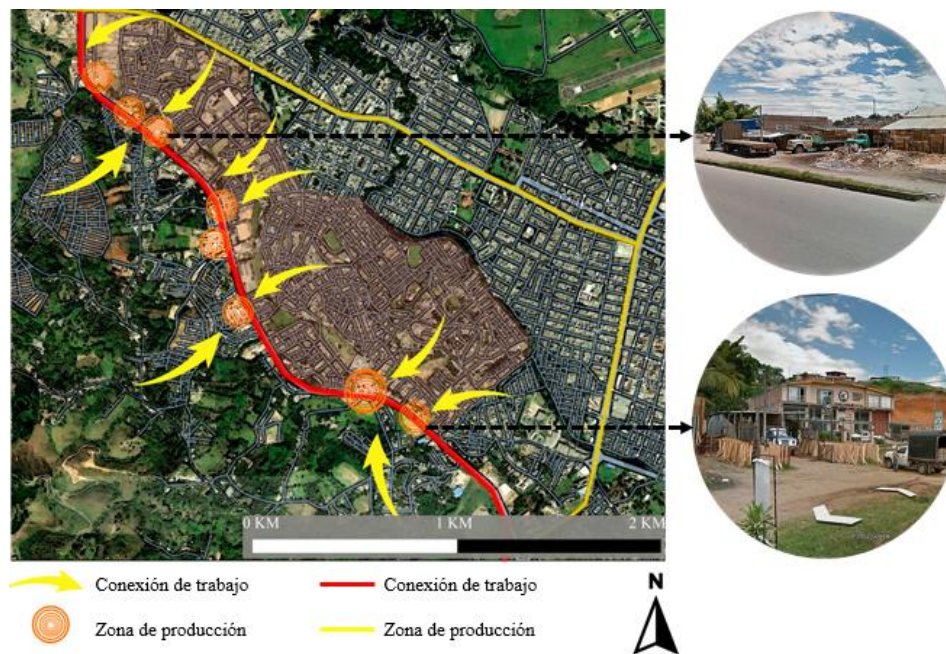 0 KM 1 KM 2 KM
Conexión de trabajo
Conexión de trabajo
N
Zona de producción
Zona de producción